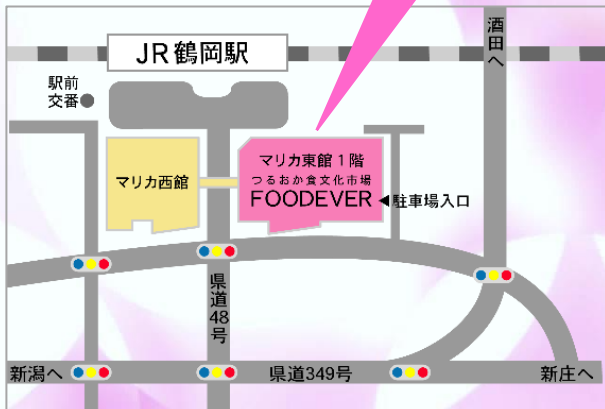 JR鶴岡駅
酒田へ
駅前
交番
マリカ西館
マリカ東館1階
つるおか食文化市場
FOODEVER
駐車場入口
県道48号
新潟へ
県道349号
新庄へ